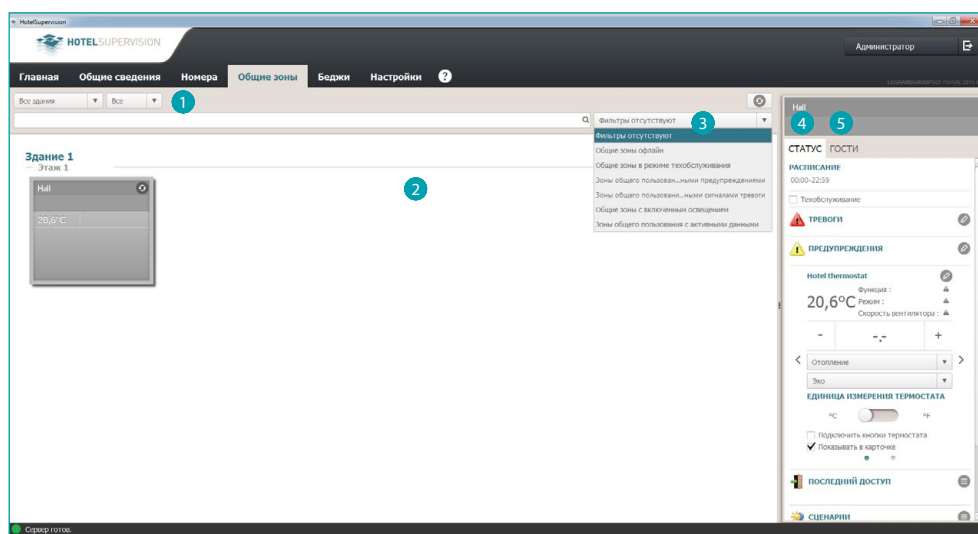 HotelSupervision
HOTELSUPERVISION
Администратор
Главная Общие сведения Номера Общие зоны Беджи Настройки ?
LEGRANDGROUPSOFTWARE 2016
Все здания Все 1
Фильтры отсутствуют 3
Фильтры отсутствуют
Общие зоны офлайн
Общие зоны в режиме техобслуживания
Зоны общего пользован...ными предупреждениями
Зоны общего пользовани...ными сигналами тревоги
Общие зоны с включенным освещением
Зоны общего пользования с активными данными
Здание 1
Этаж 1
Hall
20,6°C
2
Hall
4 5
СТАТУС ГОСТИ
РАСПИСАНИЕ
00:00-22:59
Техобслуживание
ТРЕВОГИ
ПРЕДУПРЕЖДЕНИЯ
Hotel thermostat
20,6°C
Функция :
Режим :
Скорость вентилятора :
- -.- +
Отопление
Эко
ЕДИНИЦА ИЗМЕРЕНИЯ ТЕРМОСТАТА
°C °F
Подключить кнопки термостата
Показывать в карточке
ПОСЛЕДНИЙ ДОСТУП
СЦЕНАРИИ
Сервер готов.